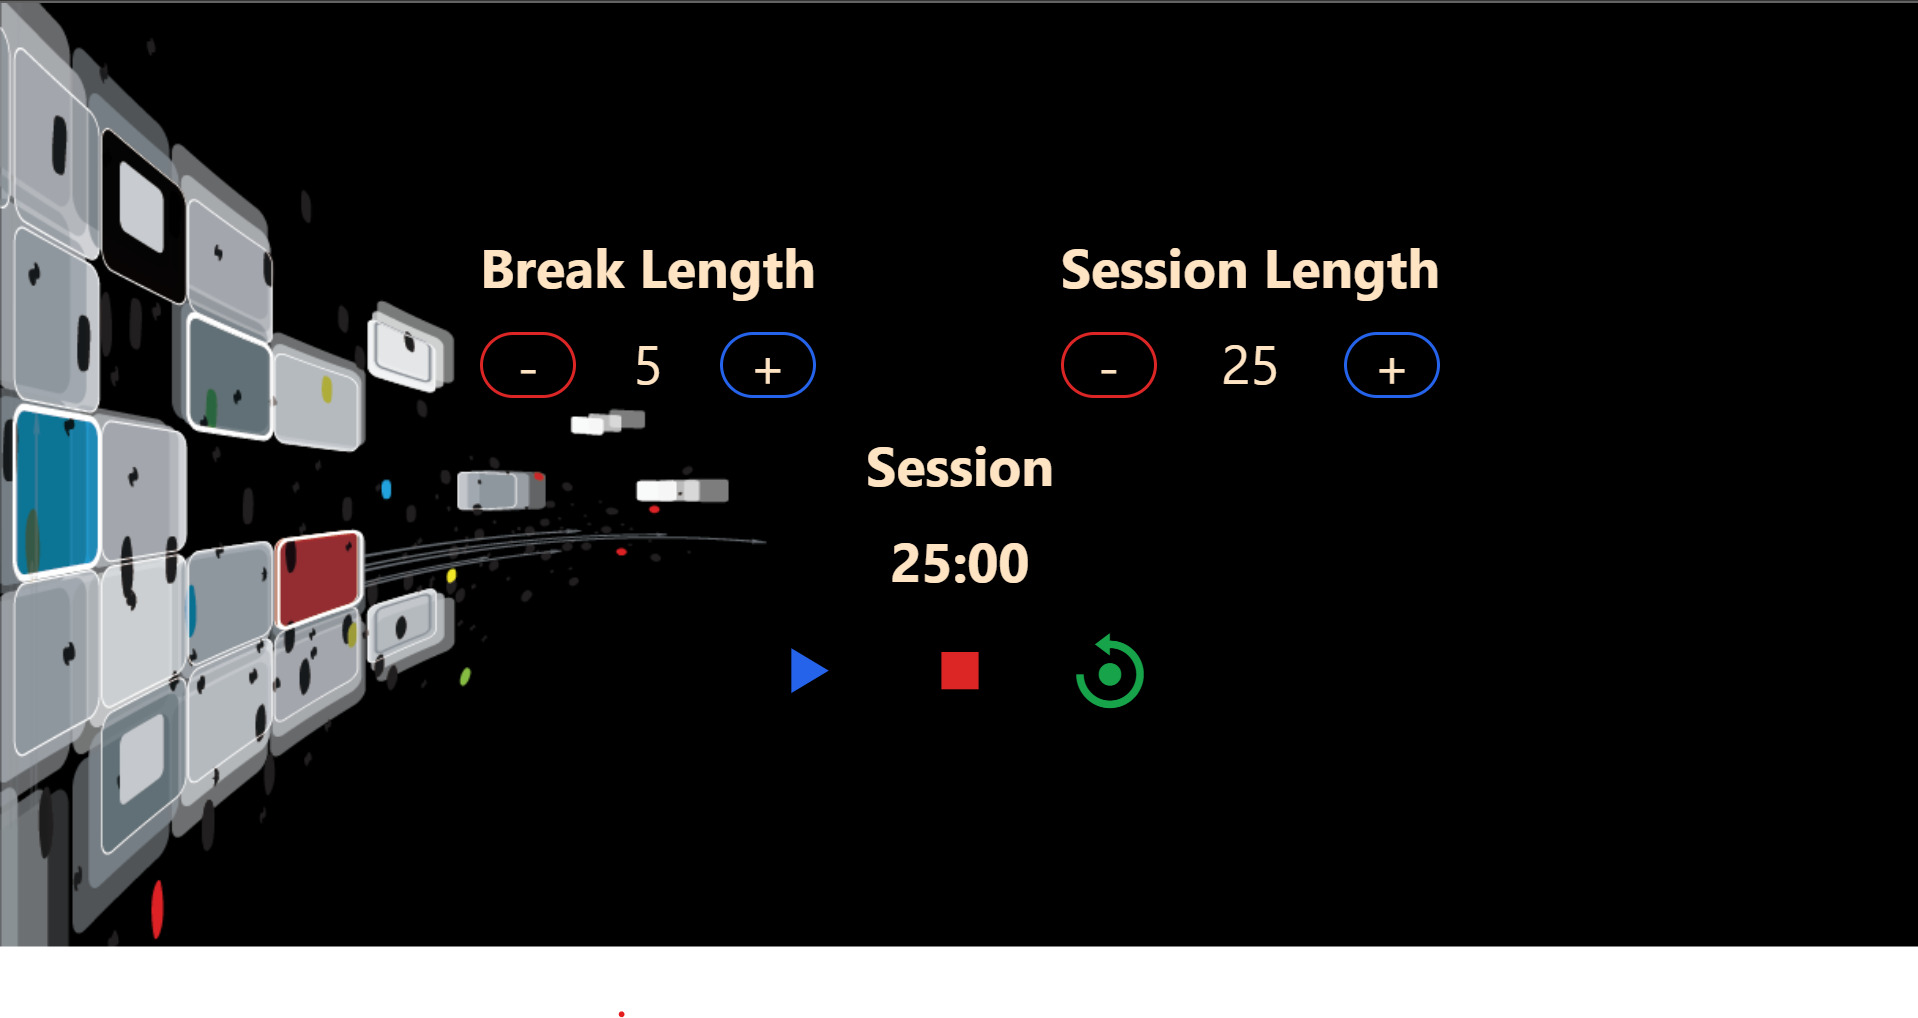 Break Length
- 5 +
Session Length
- 25 +
Session
25:00